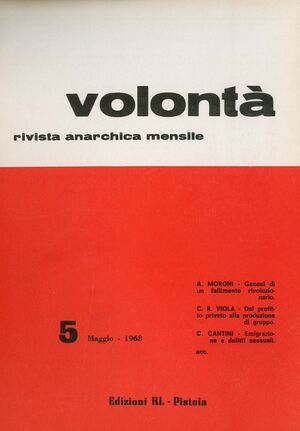 volontà
rivista anarchica mensile
A. MORONI - Genesi di
un fallimento rivoluzio-
nario.
C. R. VIOLA - Dal profit-
to privato alla produzione
di gruppo.
C. CANTINI - Emigrazio-
ne e delitti sessuali.
ecc.
5 Maggio - 1968
Edizioni RL - Pistoia